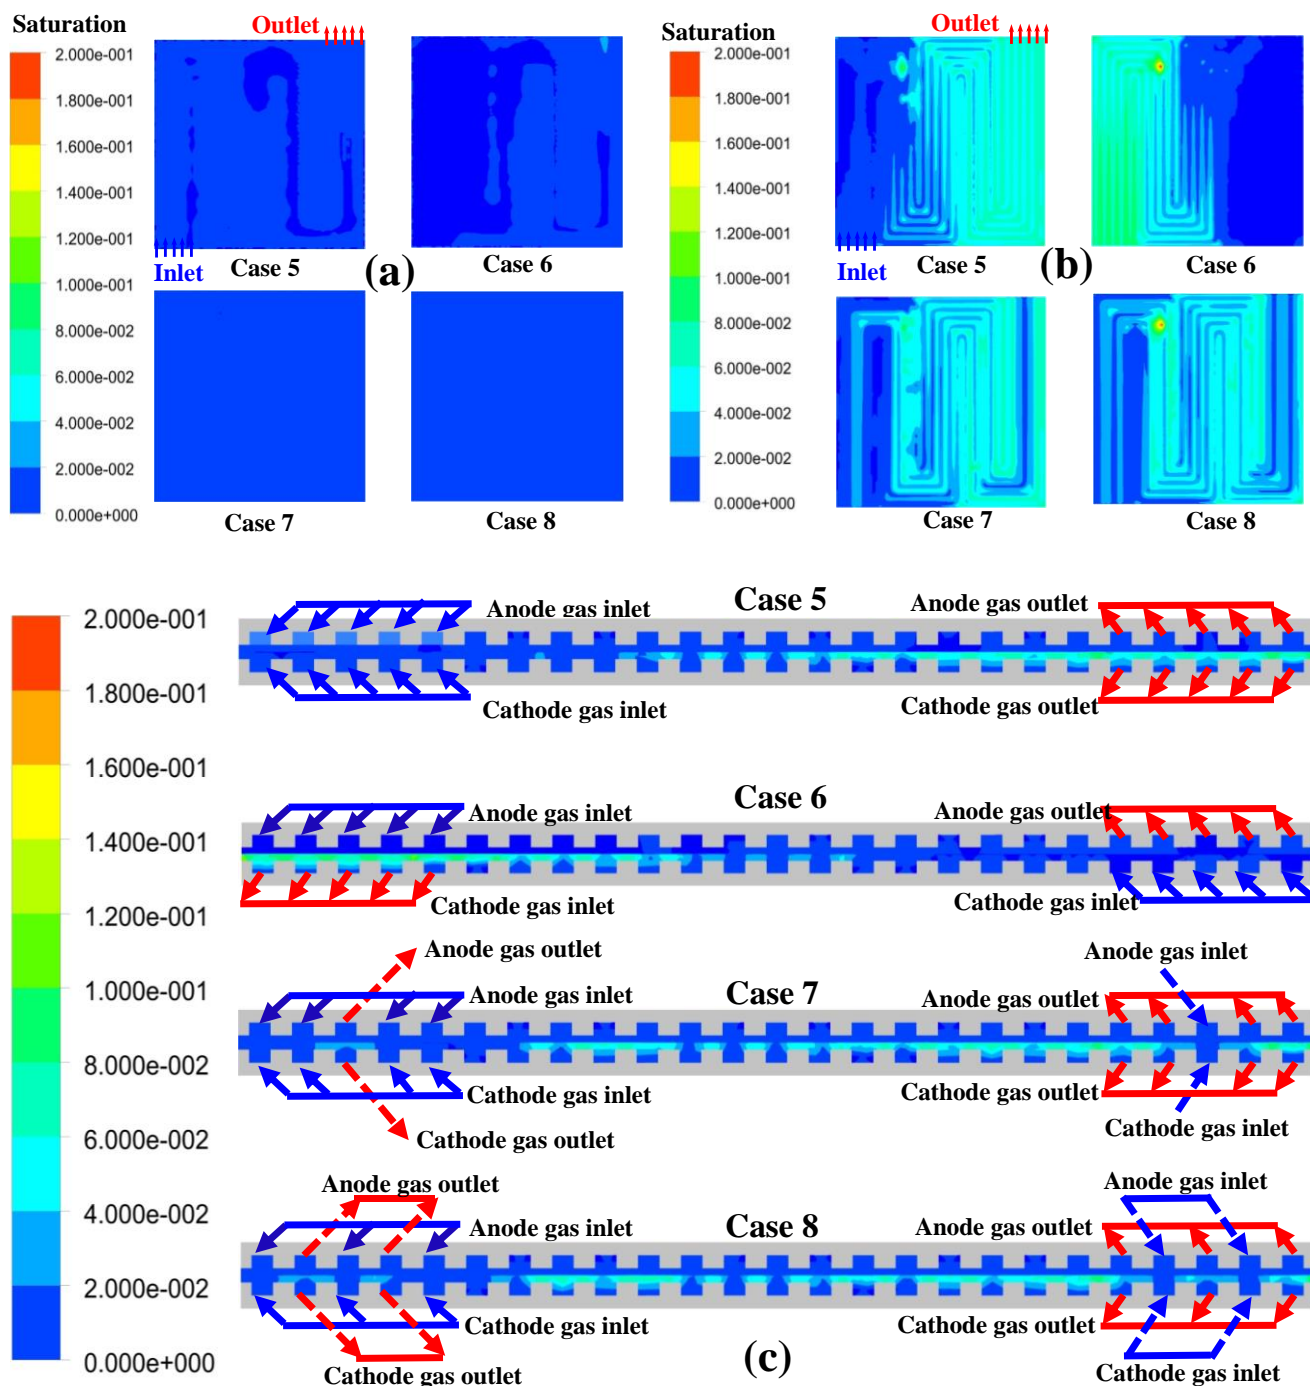 Saturation
Outlet
2.000e-001
1.800e-001
1.600e-001
1.400e-001
1.200e-001
1.000e-001
8.000e-002
6.000e-002
4.000e-002
2.000e-002
0.000e+000
Inlet
Case 5
(a)
Case 6
Case 7
Case 8
Saturation
Outlet
2.000e-001
1.800e-001
1.600e-001
1.400e-001
1.200e-001
1.000e-001
8.000e-002
6.000e-002
4.000e-002
2.000e-002
0.000e+000
Inlet
Case 5
(b)
Case 6
Case 7
Case 8
2.000e-001
1.800e-001
1.600e-001
1.400e-001
1.200e-001
1.000e-001
8.000e-002
6.000e-002
4.000e-002
2.000e-002
0.000e+000
Anode gas inlet
Case 5
Anode gas outlet
Cathode gas inlet
Cathode gas outlet
Anode gas inlet
Case 6
Anode gas outlet
Cathode gas inlet
Cathode gas inlet
Anode gas outlet
Anode gas inlet
Anode gas inlet
Case 7
Anode gas outlet
Cathode gas inlet
Cathode gas outlet
Cathode gas outlet
Cathode gas inlet
Anode gas outlet
Anode gas inlet
Anode gas inlet
Case 8
Anode gas outlet
Cathode gas inlet
Cathode gas outlet
Cathode gas outlet
(c)
Cathode gas inlet